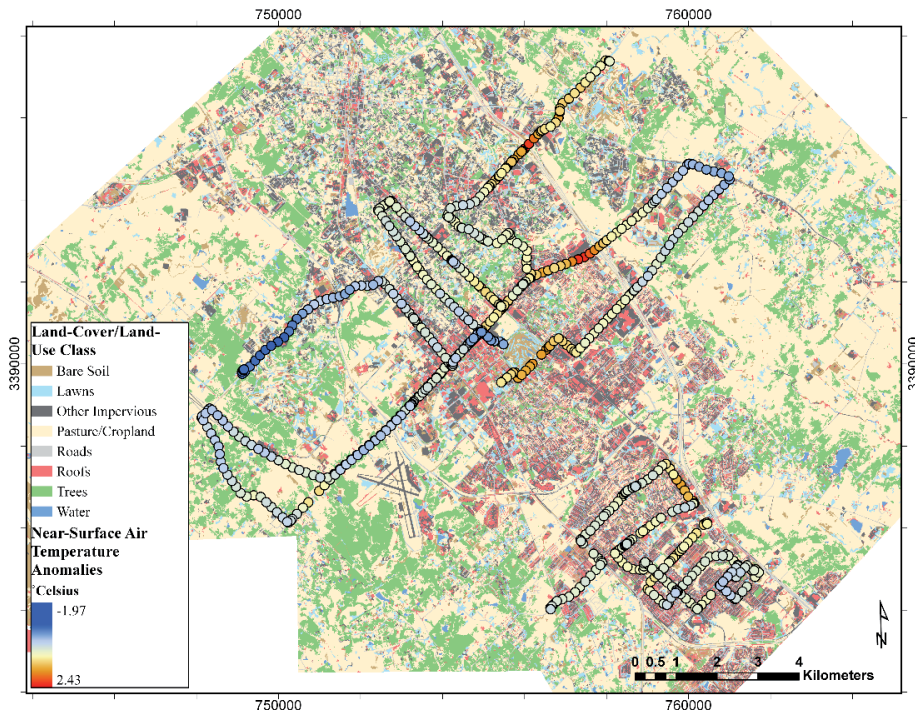 750000 760000
3390000 3390000
Land-Cover/Land-
Use Class
Bare Soil
Lawns
Other Impervious
Pasture/Cropland
Roads
Roofs
Trees
Water
Near-Surface Air
Temperature
Anomalies
°Celsius
-1.97
2.43
N
0 0.5 1 2 3 4
Kilometers
750000 760000